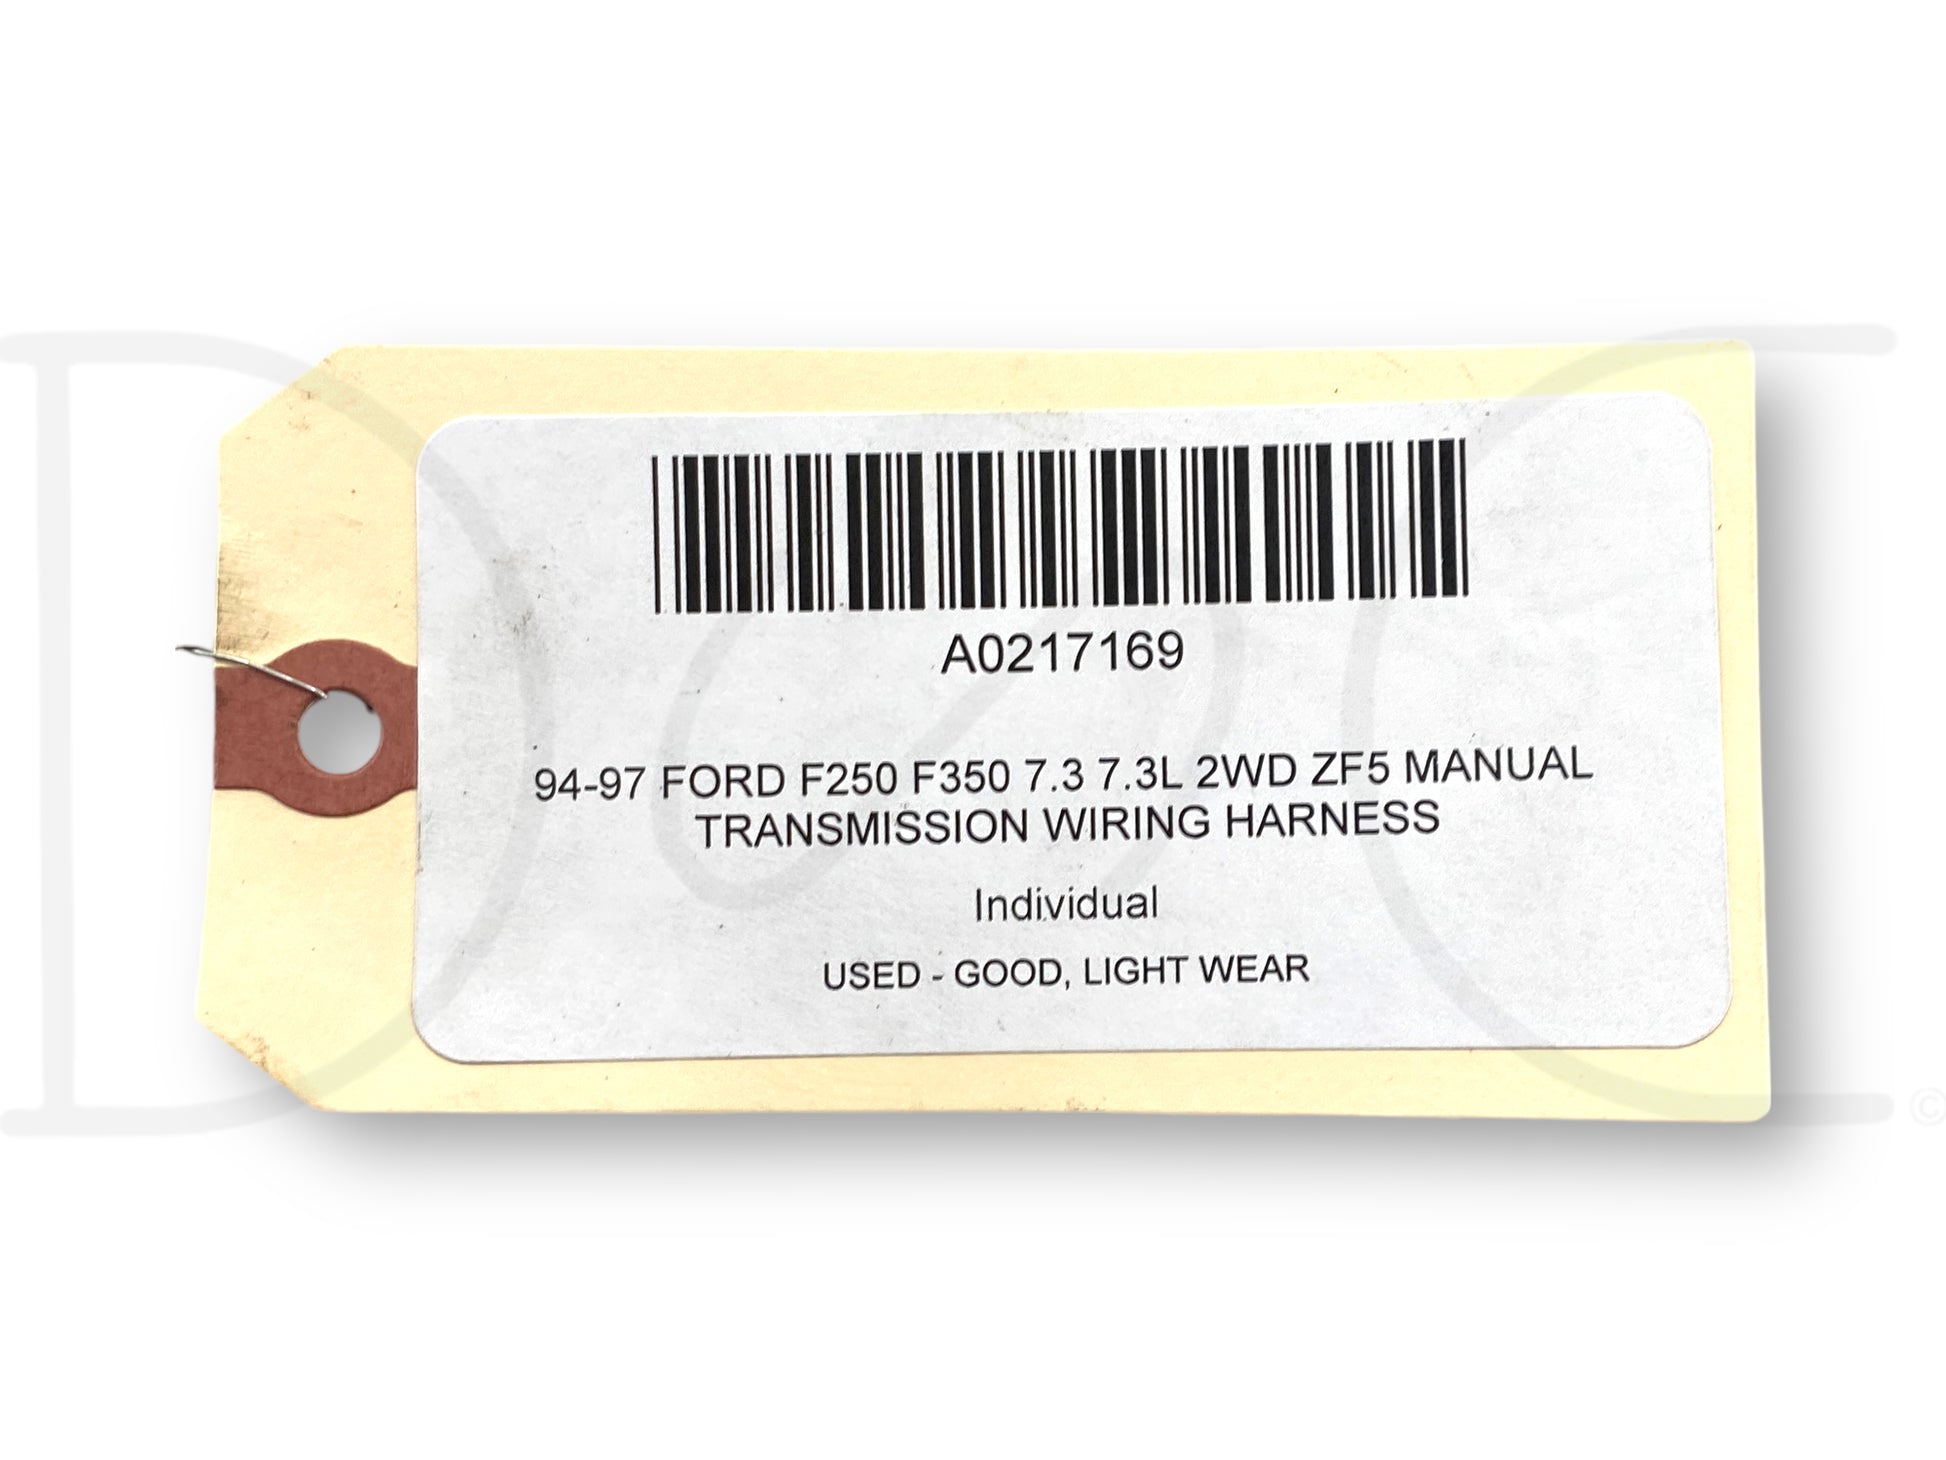 A0217169
94-97 FORD F250 F350 7.3 7.3L 2WD ZF5 MANUAL
TRANSMISSION WIRING HARNESS
Individual
USED - GOOD, LIGHT WEAR
©